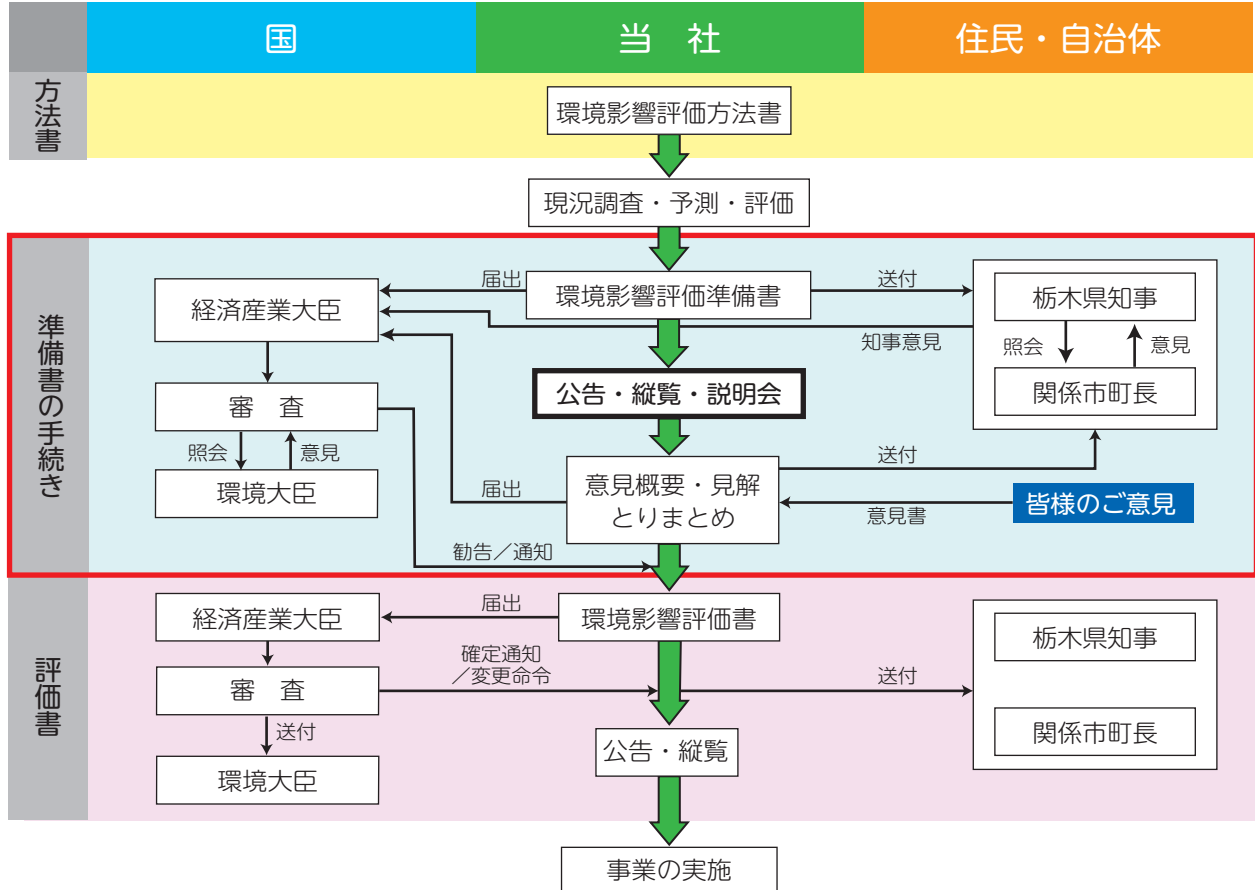 国
当　社
住民・自治体
方法書
環境影響評価方法書
現況調査・予測・評価
準備書の手続き
経済産業大臣
届出
環境影響評価準備書
送付
栃木県知事
知事意見
照会
意見
関係市町長
公告・縦覧・説明会
審　査
照会
意見
環境大臣
届出
意見概要・見解
とりまとめ
送付
意見書
皆様のご意見
勧告／通知
評価書
経済産業大臣
届出
環境影響評価書
栃木県知事
審　査
確定通知
／変更命令
送付
関係市町長
送付
環境大臣
公告・縦覧
事業の実施